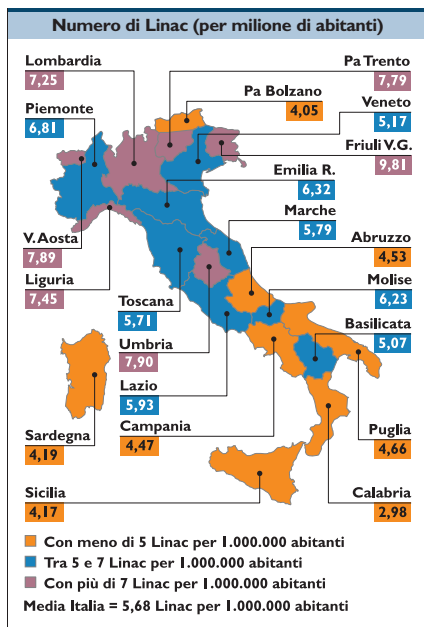 Numero di Linac (per milione di abitanti)
Lombardia
7,25
Piemonte
6,81
Pa Trento
7,79
Pa Bolzano
4,05
Veneto
5,17
Friuli V.G.
9,81
Emilia R.
6,32
Marche
5,79
V. Aosta
7,89
Abruzzo
4,53
Liguria
7,45
Molise
6,23
Toscana
5,71
Basilicata
5,07
Umbria
7,90
Lazio
5,93
Sardegna
4,19
Campania
4,47
Puglia
4,66
Sicilia
4,17
Calabria
2,98
Con meno di 5 Linac per 1.000.000 abitanti
Tra 5 e 7 Linac per 1.000.000 abitanti
Con più di 7 Linac per 1.000.000 abitanti
Media Italia = 5,68 Linac per 1.000.000 abitanti